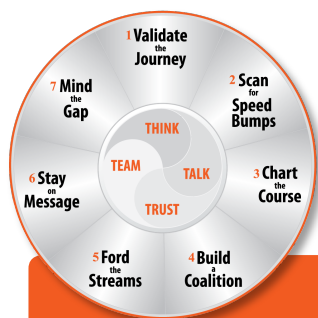 1 Validate
the
Journey
2 Scan
for
Speed
Bumps
3 Chart
the
Course
4 Build
a
Coalition
5 Ford
the
Streams
6 Stay
on
Message
7 Mind
the
Gap
THINK
TALK
TRUST
TEAM